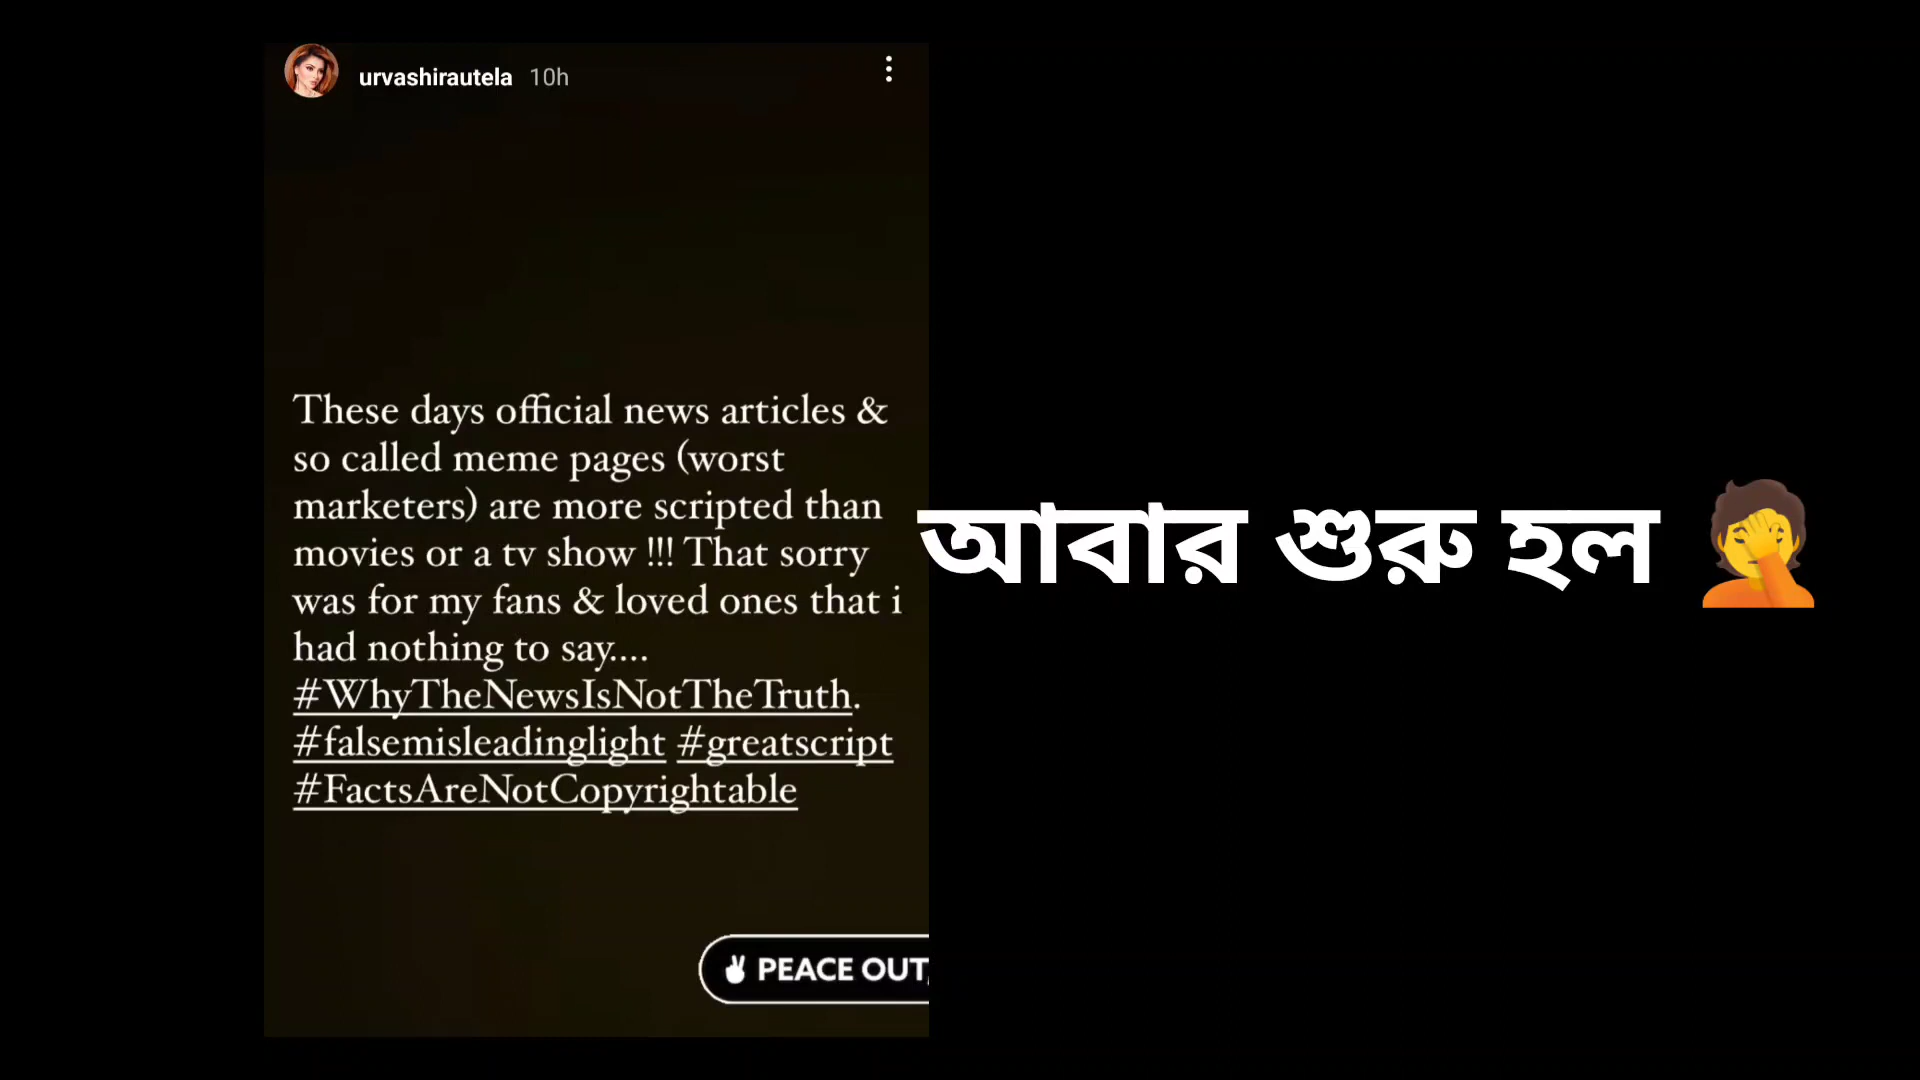 urvashirautela 10h
These days official news articles &
so called meme pages (worst
marketers) are more scripted than
movies or a tv show !!! That sorry
was for my fans & loved ones that i
had nothing to say....
#WhyTheNewsIsNotTheTruth.
#falsemisleadinglight #greatscript
#FactsAreNotCopyrightable
✌ PEACE OUT,
আবার শুরু হল 🤦